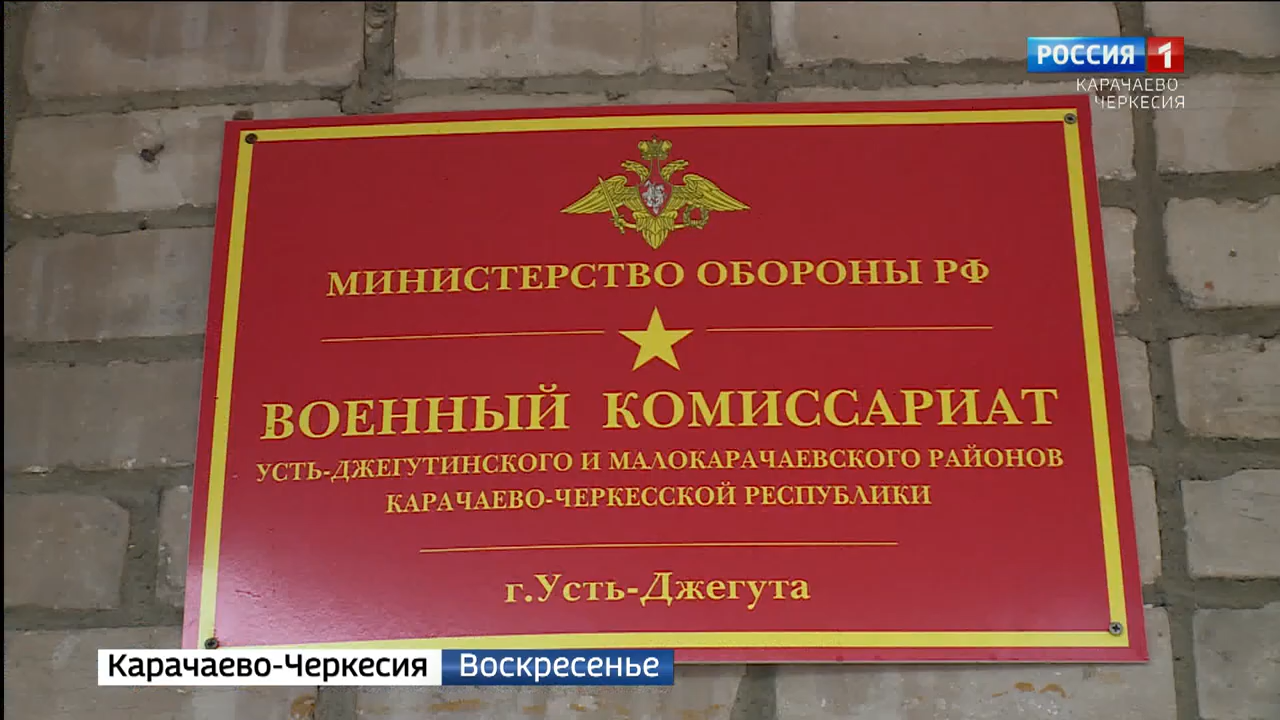 РОССИЯ 1
КАРАЧАЕВО
ЧЕРКЕСИЯ
МИНИСТЕРСТВО ОБОРОНЫ РФ
ВОЕННЫЙ КОМИССАРИАТ
УСТЬ-ДЖЕГУТИНСКОГО И МАЛОКАРАЧАЕВСКОГО РАЙОНОВ
КАРАЧАЕВО-ЧЕРКЕССКОЙ РЕСПУБЛИКИ
г.Усть-Джегута
Карачаево-Черкесия Воскресенье